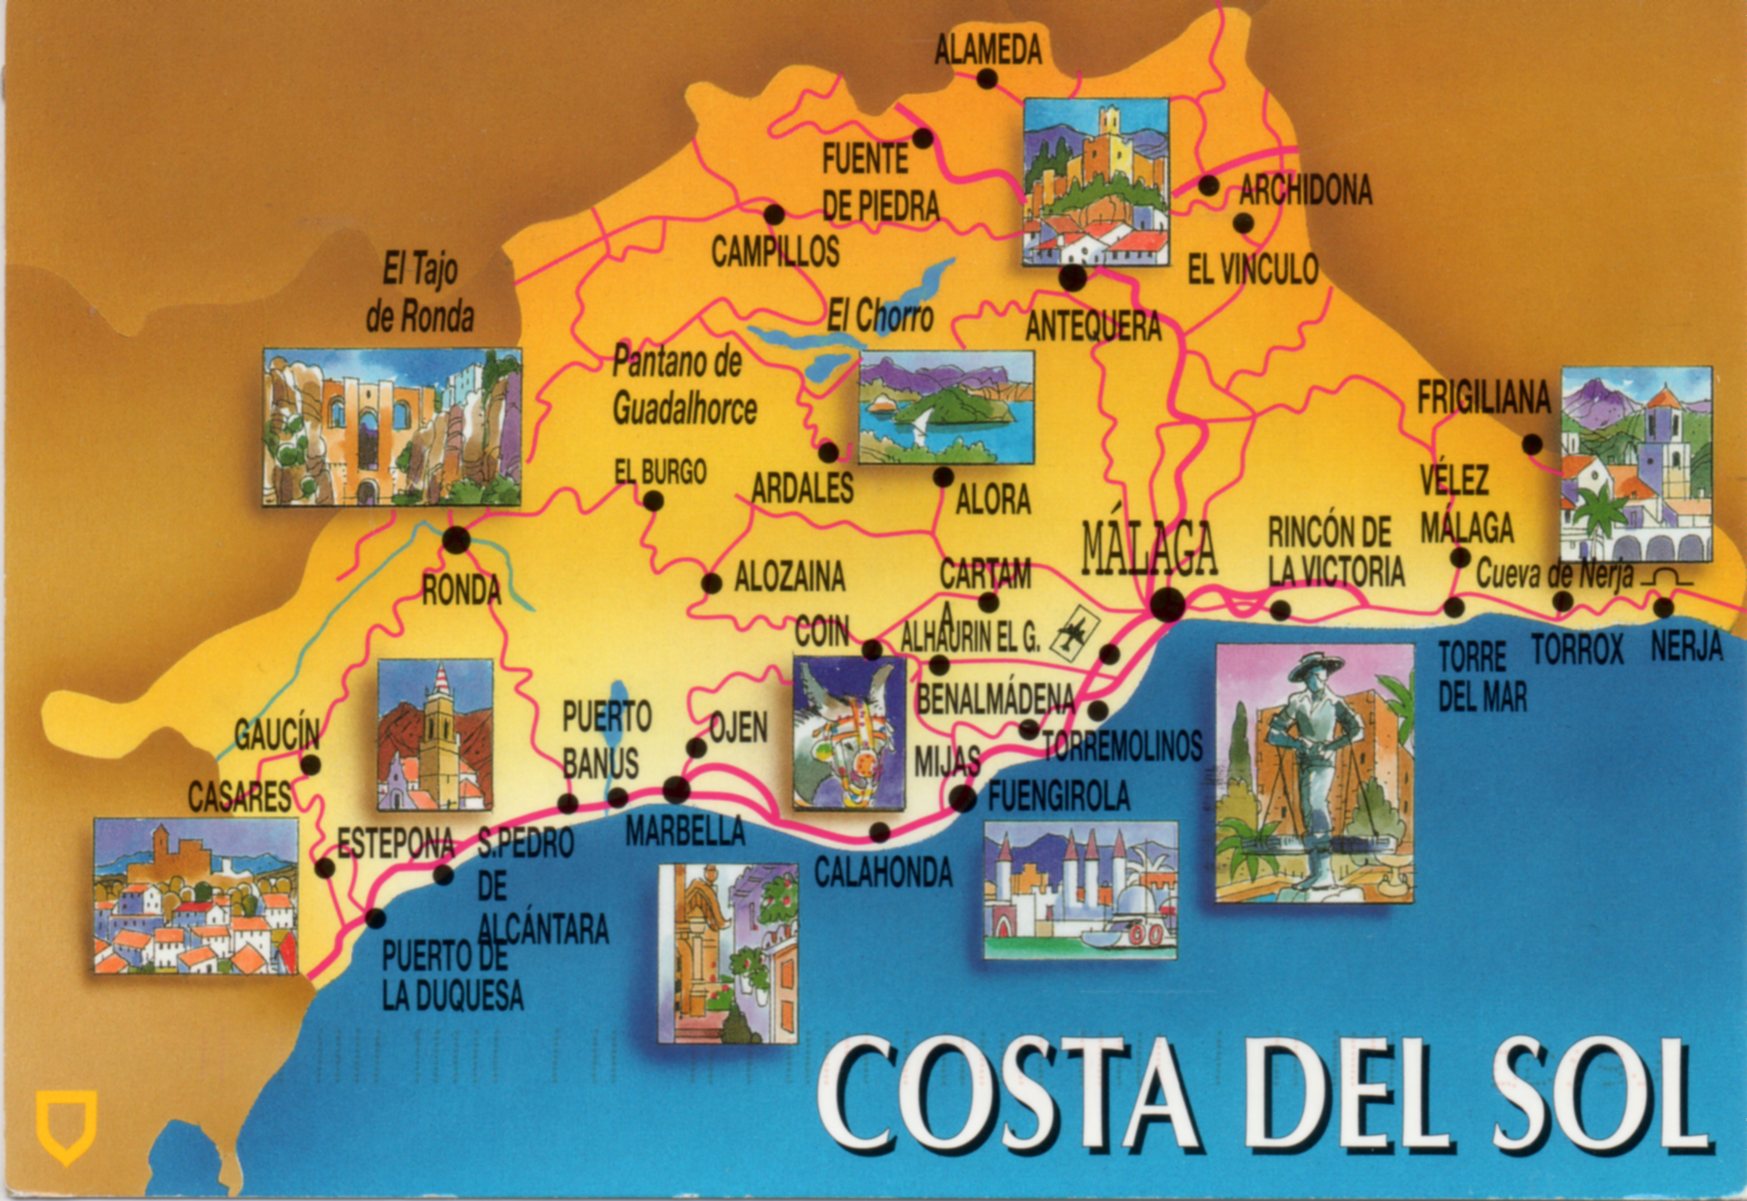 ALAMEDA
FUENTE
DE PIEDRA
ARCHIDONA
CAMPILLOS
EL VINCULO
El Tajo
de Ronda
El Chorro
ANTEQUERA
Pantano de
Guadalhorce
FRIGILIANA
EL BURGO
ARDALES
ALORA
VÉLEZ
MÁLAGA
MÁLAGA
RINCÓN DE
LA VICTORIA
RONDA
ALOZAINA
CARTAM
A
Cueva de Nerja
COIN
ALHAURIN EL G.
TORRE
DEL MAR
TORROX
NERJA
BENALMÁDENA
GAUCÍN
PUERTO
BANUS
OJEN
MIJAS
TORREMOLINOS
CASARES
FUENGIROLA
ESTEPONA
S.PEDRO
DE
ALCÁNTARA
MARBELLA
CALAHONDA
PUERTO DE
LA DUQUESA
COSTA DEL SOL